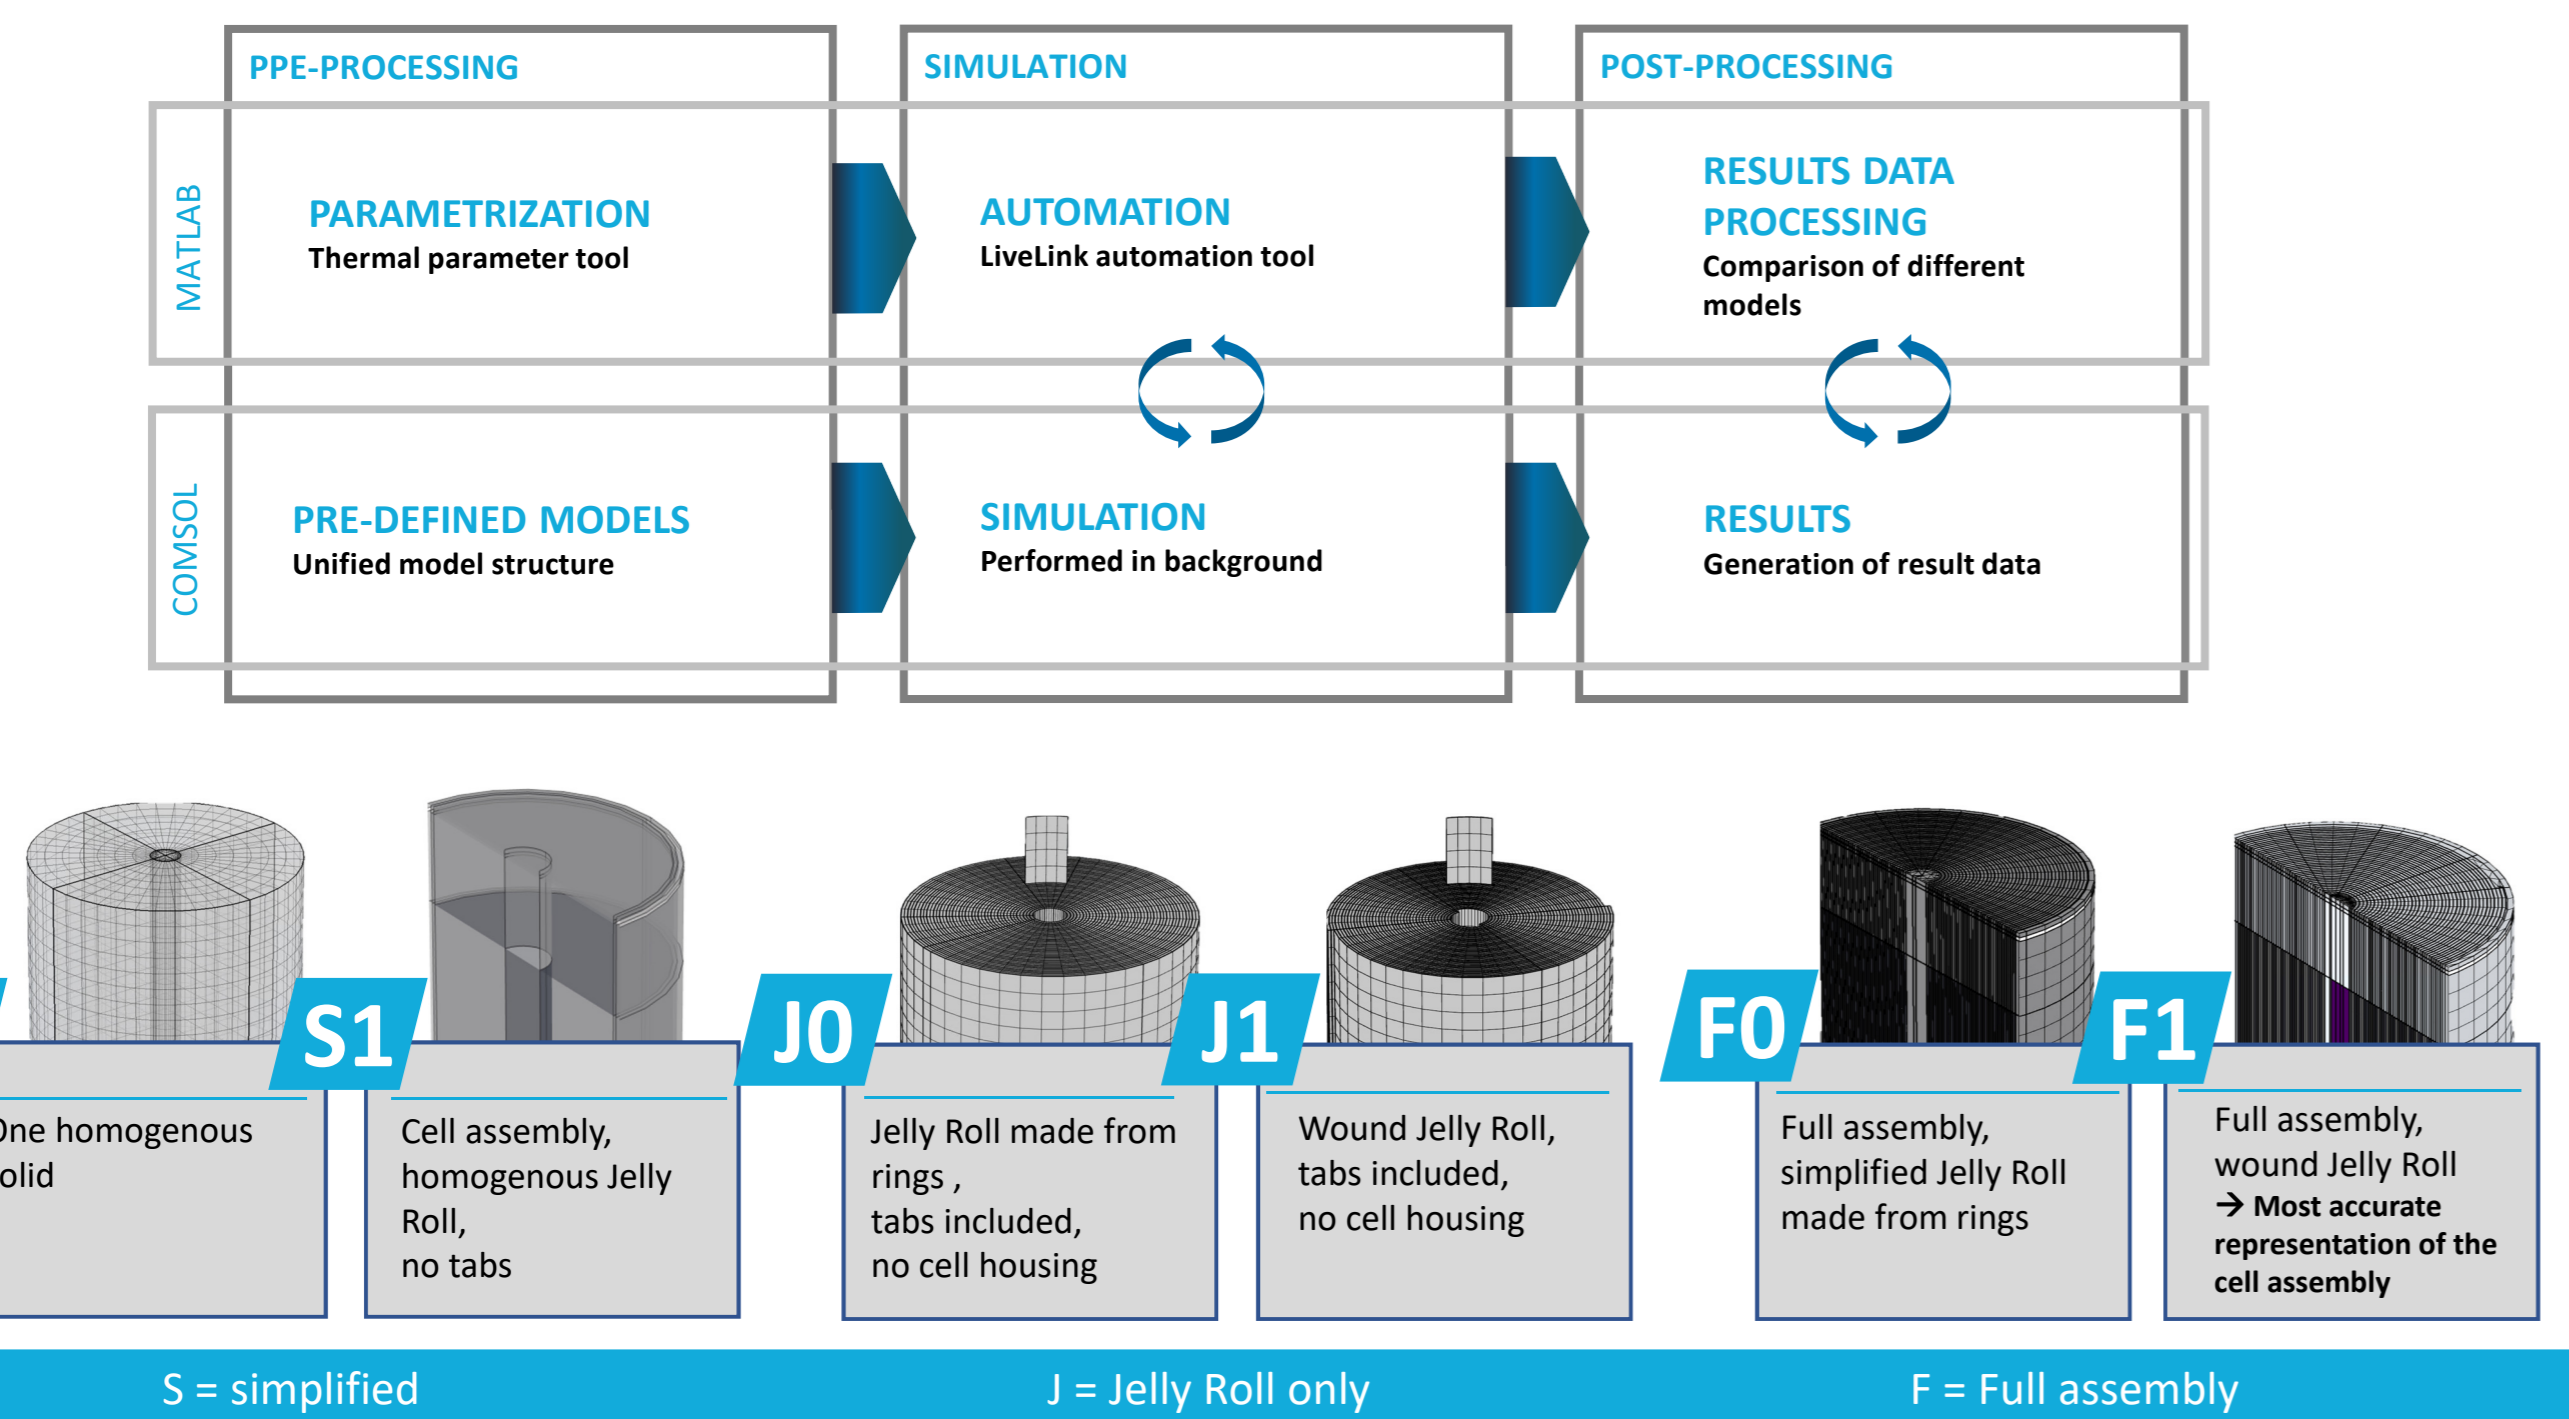 PPE-PROCESSING
SIMULATION
POST-PROCESSING
MATLAB
PARAMETRIZATION
Thermal parameter tool
AUTOMATION
LiveLink automation tool
RESULTS DATA
PROCESSING
Comparison of different
models
COMSOL
PRE-DEFINED MODELS
Unified model structure
SIMULATION
Performed in background
RESULTS
Generation of result data
homogenous
S1
Cell assembly,
homogenous Jelly
Roll,
no tabs
J0
Jelly Roll made from
rings ,
tabs included,
no cell housing
J1
Wound Jelly Roll,
tabs included,
no cell housing
F0
Full assembly,
simplified Jelly Roll
made from rings
F1
Full assembly,
wound Jelly Roll
→ Most accurate
representation of the
cell assembly
S = simplified
J = Jelly Roll only
F = Full assembly